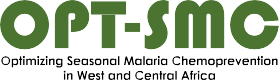 OPT-SMC
Optimizing Seasonal Malaria Chemoprevention
in West and Central Africa